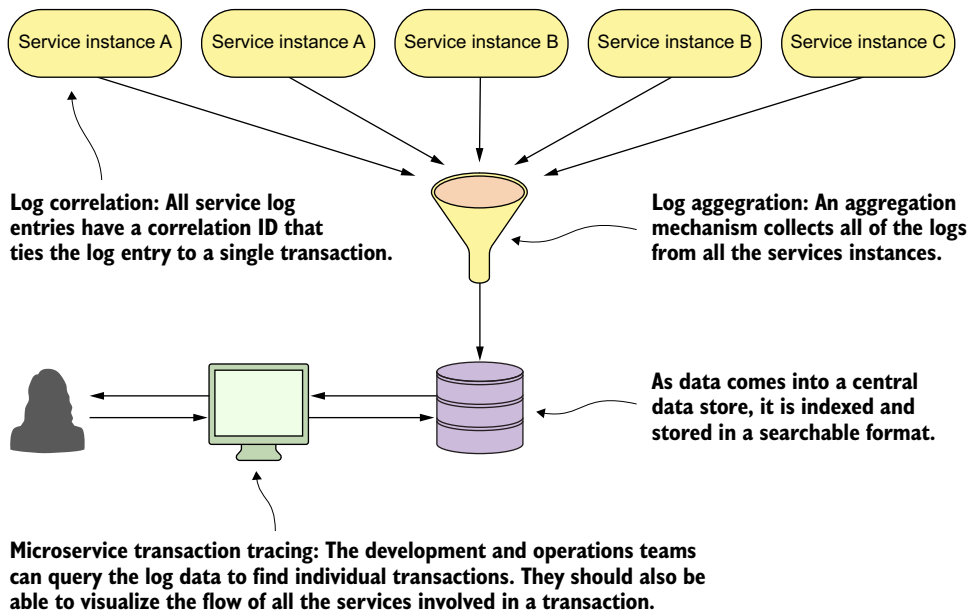 Service instance A
Service instance A
Service instance B
Service instance B
Service instance C
Log correlation: All service log
entries have a correlation ID that
ties the log entry to a single transaction.
Log aggegration: An aggregation
mechanism collects all of the logs
from all the services instances.
As data comes into a central
data store, it is indexed and
stored in a searchable format.
Microservice transaction tracing: The development and operations teams
can query the log data to find individual transactions. They should also be
able to visualize the flow of all the services involved in a transaction.